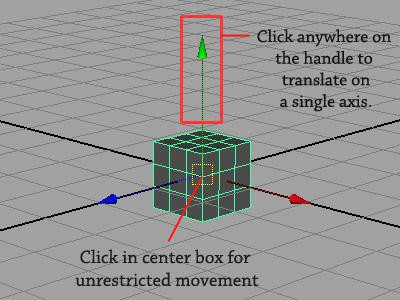 Click anywhere on
the handle to
translate on
a single axis.
Click in center box for
unrestricted movement